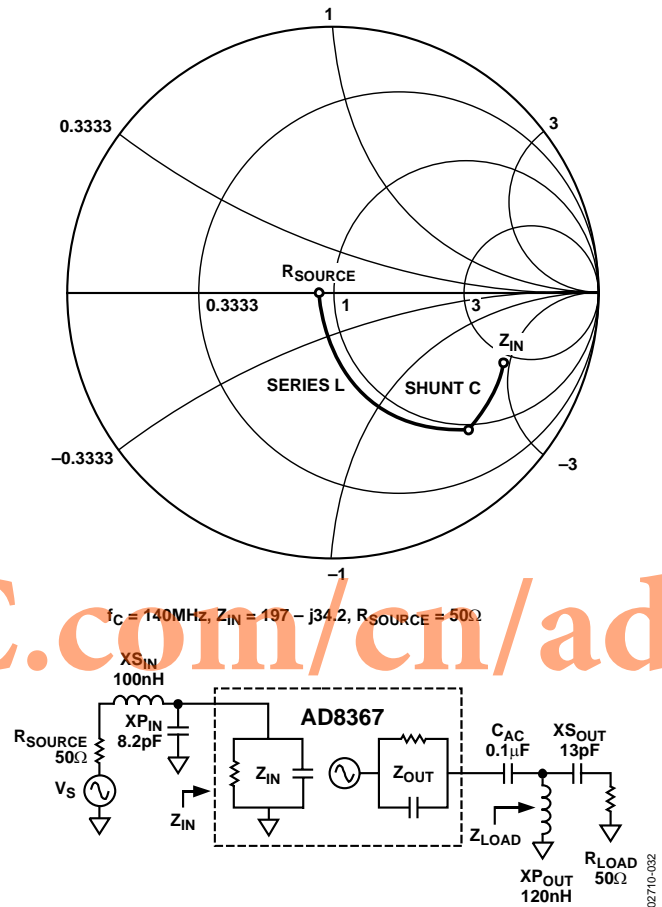 1
0.3333
3
RSOURCE
0.3333
1
3
ZIN
SERIES L
SHUNT C
–0.3333
–3
–1
C.com/cn/ad
fC = 140MHz, ZIN = 197 – j34.2, RSOURCE = 50Ω
XSIN
100nH
XPIN
8.2pF
RSOURCE
50Ω
VS
ZIN
AD8367
ZIN
ZOUT
CAC
0.1μF
XSOUT
13pF
ZLOAD
RLOAD
50Ω
XPOUT
120nH
02710-032